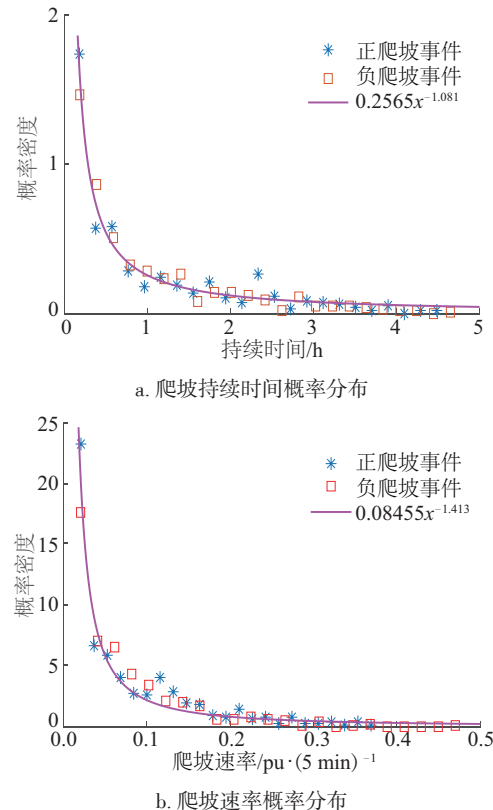 2
正爬坡事件
负爬坡事件
0.2565x⁻¹·⁰⁸¹
概率密度
1
0
0 1 2 3 4 5
持续时间/h
a. 爬坡持续时间概率分布
25
正爬坡事件
20
负爬坡事件
0.08455x⁻¹·⁴¹³
15
概率密度
10
5
0
0.0 0.1 0.2 0.3 0.4 0.5
爬坡速率/pu·(5 min)⁻¹
b. 爬坡速率概率分布